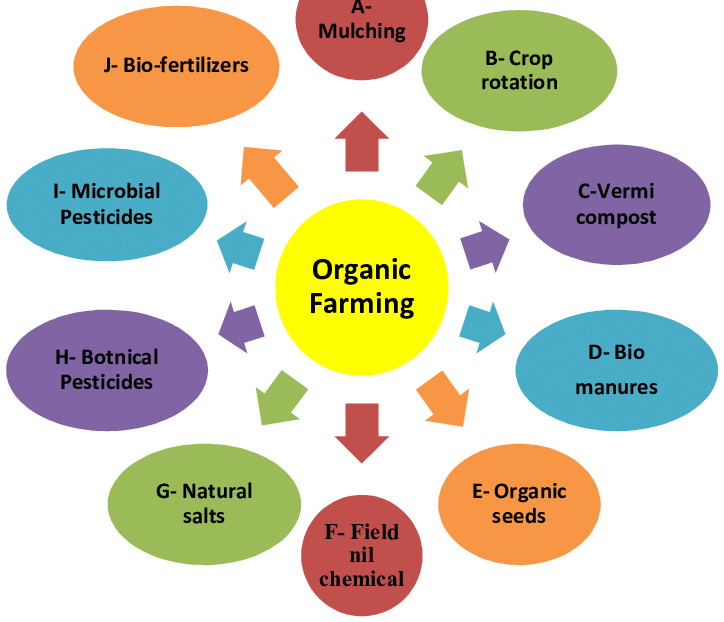 A-
Mulching
B- Crop
rotation
C-Vermi
compost
D- Bio
manures
E- Organic
seeds
F- Field
nil
chemical
G- Natural
salts
H- Botnical
Pesticides
I- Microbial
Pesticides
J- Bio-fertilizers
Organic
Farming